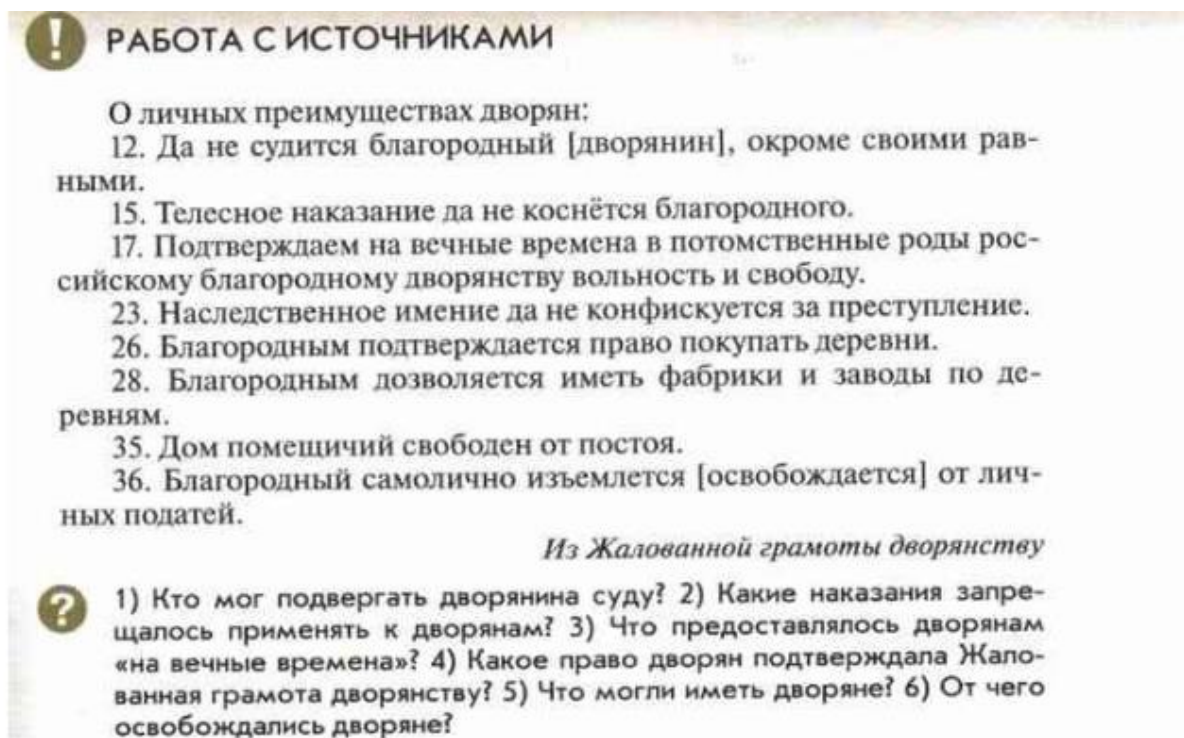 ! РАБОТА С ИСТОЧНИКАМИ
О личных преимуществах дворян:
12. Да не судится благородный [дворянин], окроме своими рав-
ными.
15. Телесное наказание да не коснётся благородного.
17. Подтверждаем на вечные времена в потомственные роды рос-
сийскому благородному дворянству вольность и свободу.
23. Наследственное имение да не конфискуется за преступление.
26. Благородным подтверждается право покупать деревни.
28. Благородным дозволяется иметь фабрики и заводы по де-
ревням.
35. Дом помещичий свободен от постоя.
36. Благородный самолично изъемлется [освобождается] от лич-
ных податей.
Из Жалованной грамоты дворянству
? 1) Кто мог подвергать дворянина суду? 2) Какие наказания запре-
щалось применять к дворянам? 3) Что предоставлялось дворянам
«на вечные времена»? 4) Какое право дворян подтверждала Жало-
ванная грамота дворянству? 5) Что могли иметь дворяне? 6) От чего
освобождались дворяне?